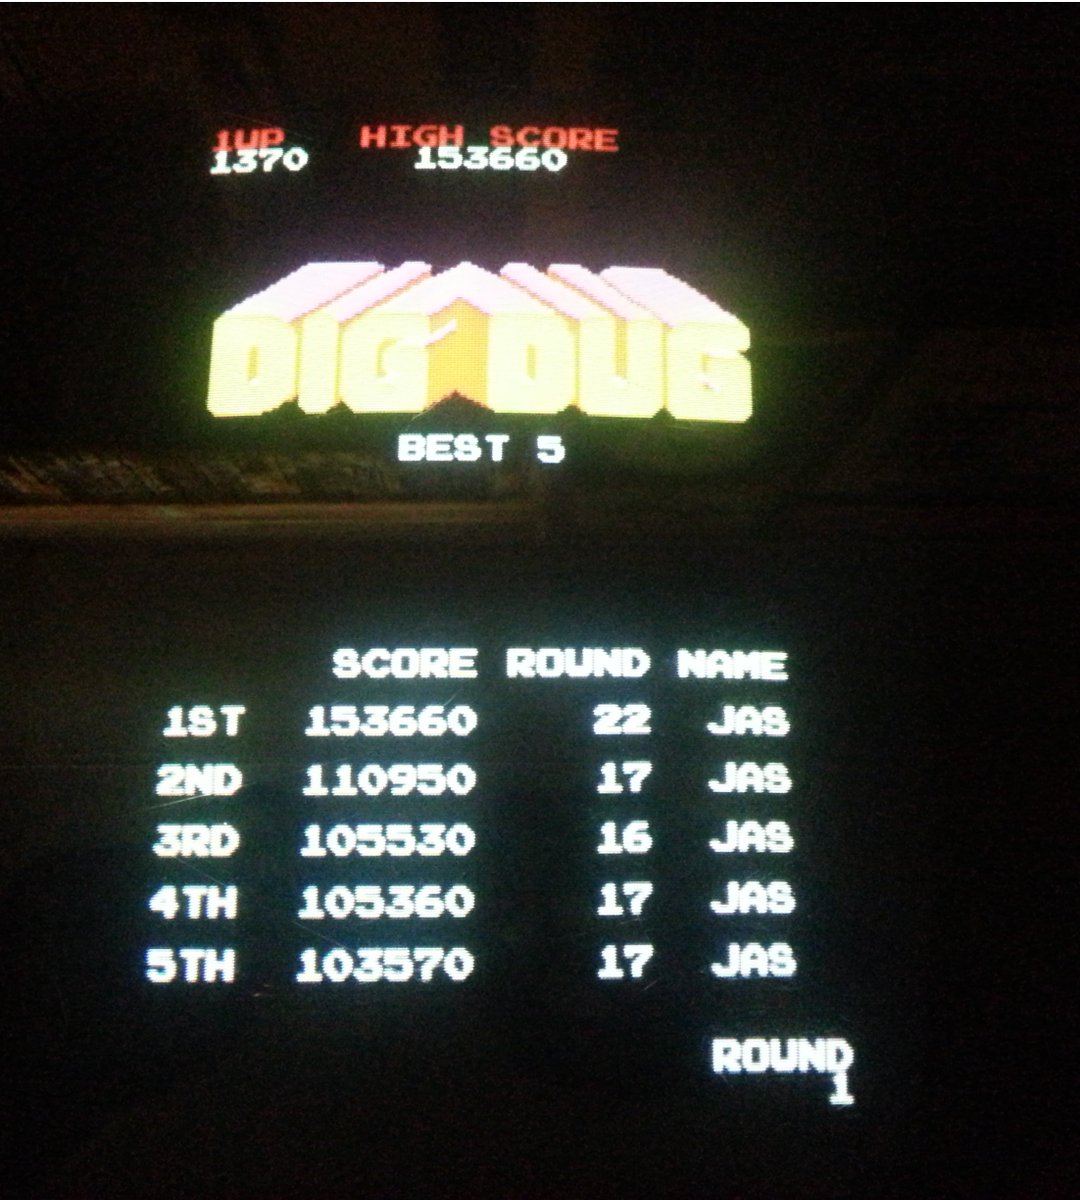 1UP HIGH SCORE
1370 153660
DIG DUG
BEST 5
SCORE ROUND NAME
1ST 153660 22 JAS
2ND 110950 17 JAS
3RD 105530 16 JAS
4TH 105360 17 JAS
5TH 103570 17 JAS
ROUND
1